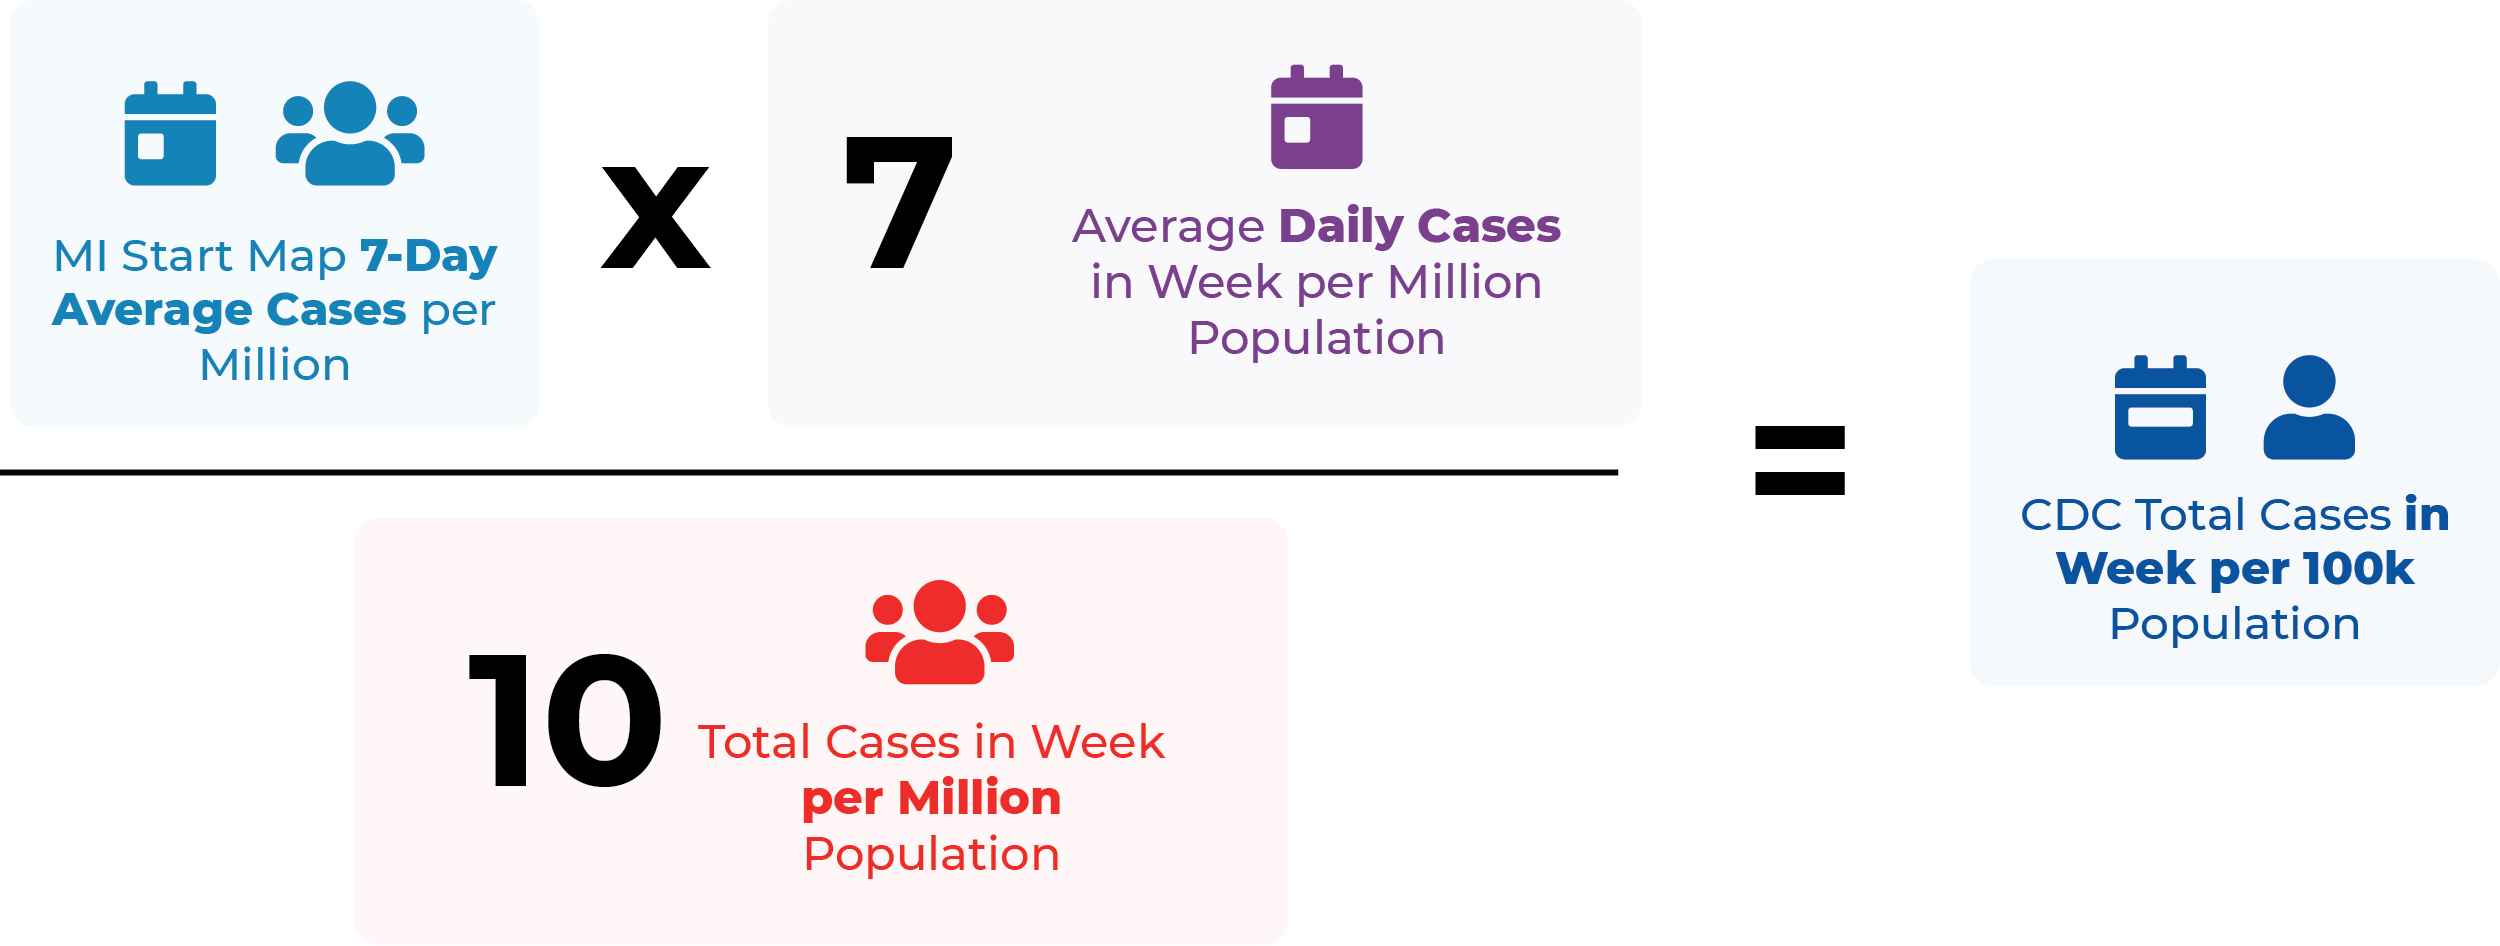 MI Start Map 7-Day
Average Cases per
Million
x
7
Average Daily Cases
in Week per Million
Population
10
Total Cases in Week
per Million
Population
=
CDC Total Cases in
Week per 100k
Population